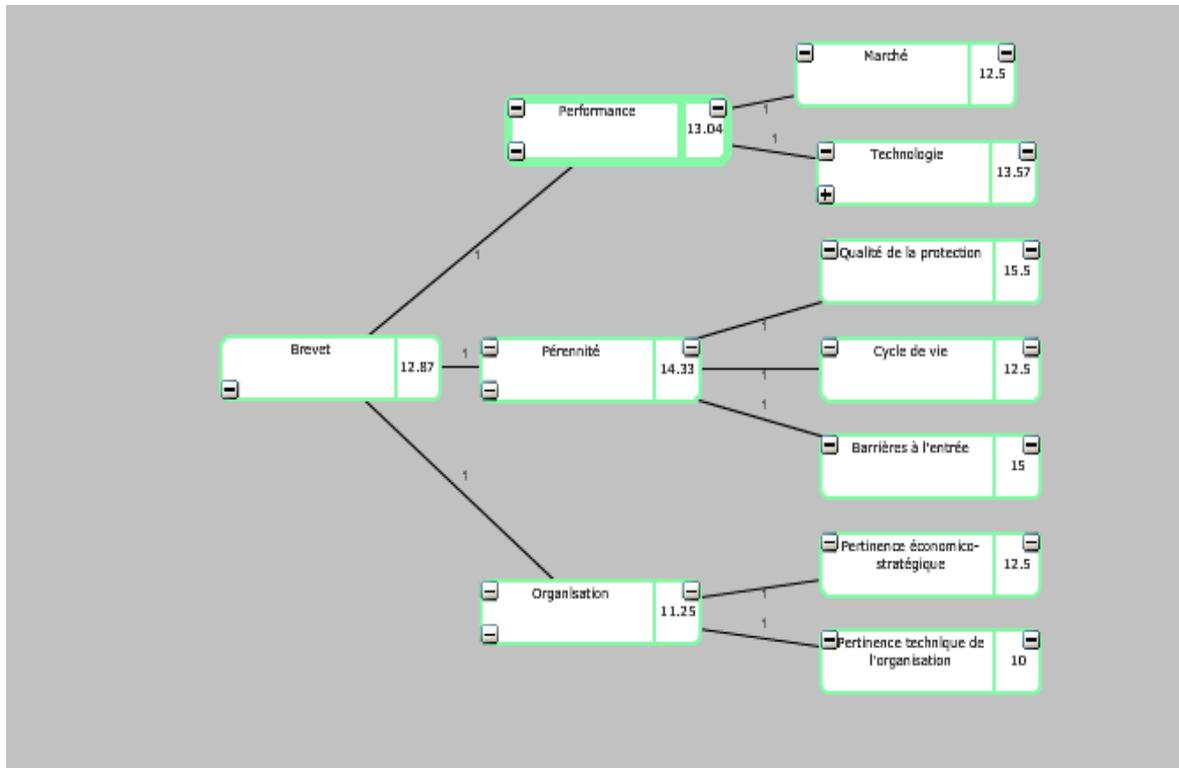 Marché
12.5
1
Performance
13.04
1
Technologie
13.57
Qualité de la protection
15.5
1
1
Brevet
12.87
1
Pérennité
14.33
1
Cycle de vie
12.5
1
Barrières à l'entrée
15
1
Pertinence économico-
stratégique
12.5
1
Organisation
11.25
1
Pertinence technique de
l'organisation
10